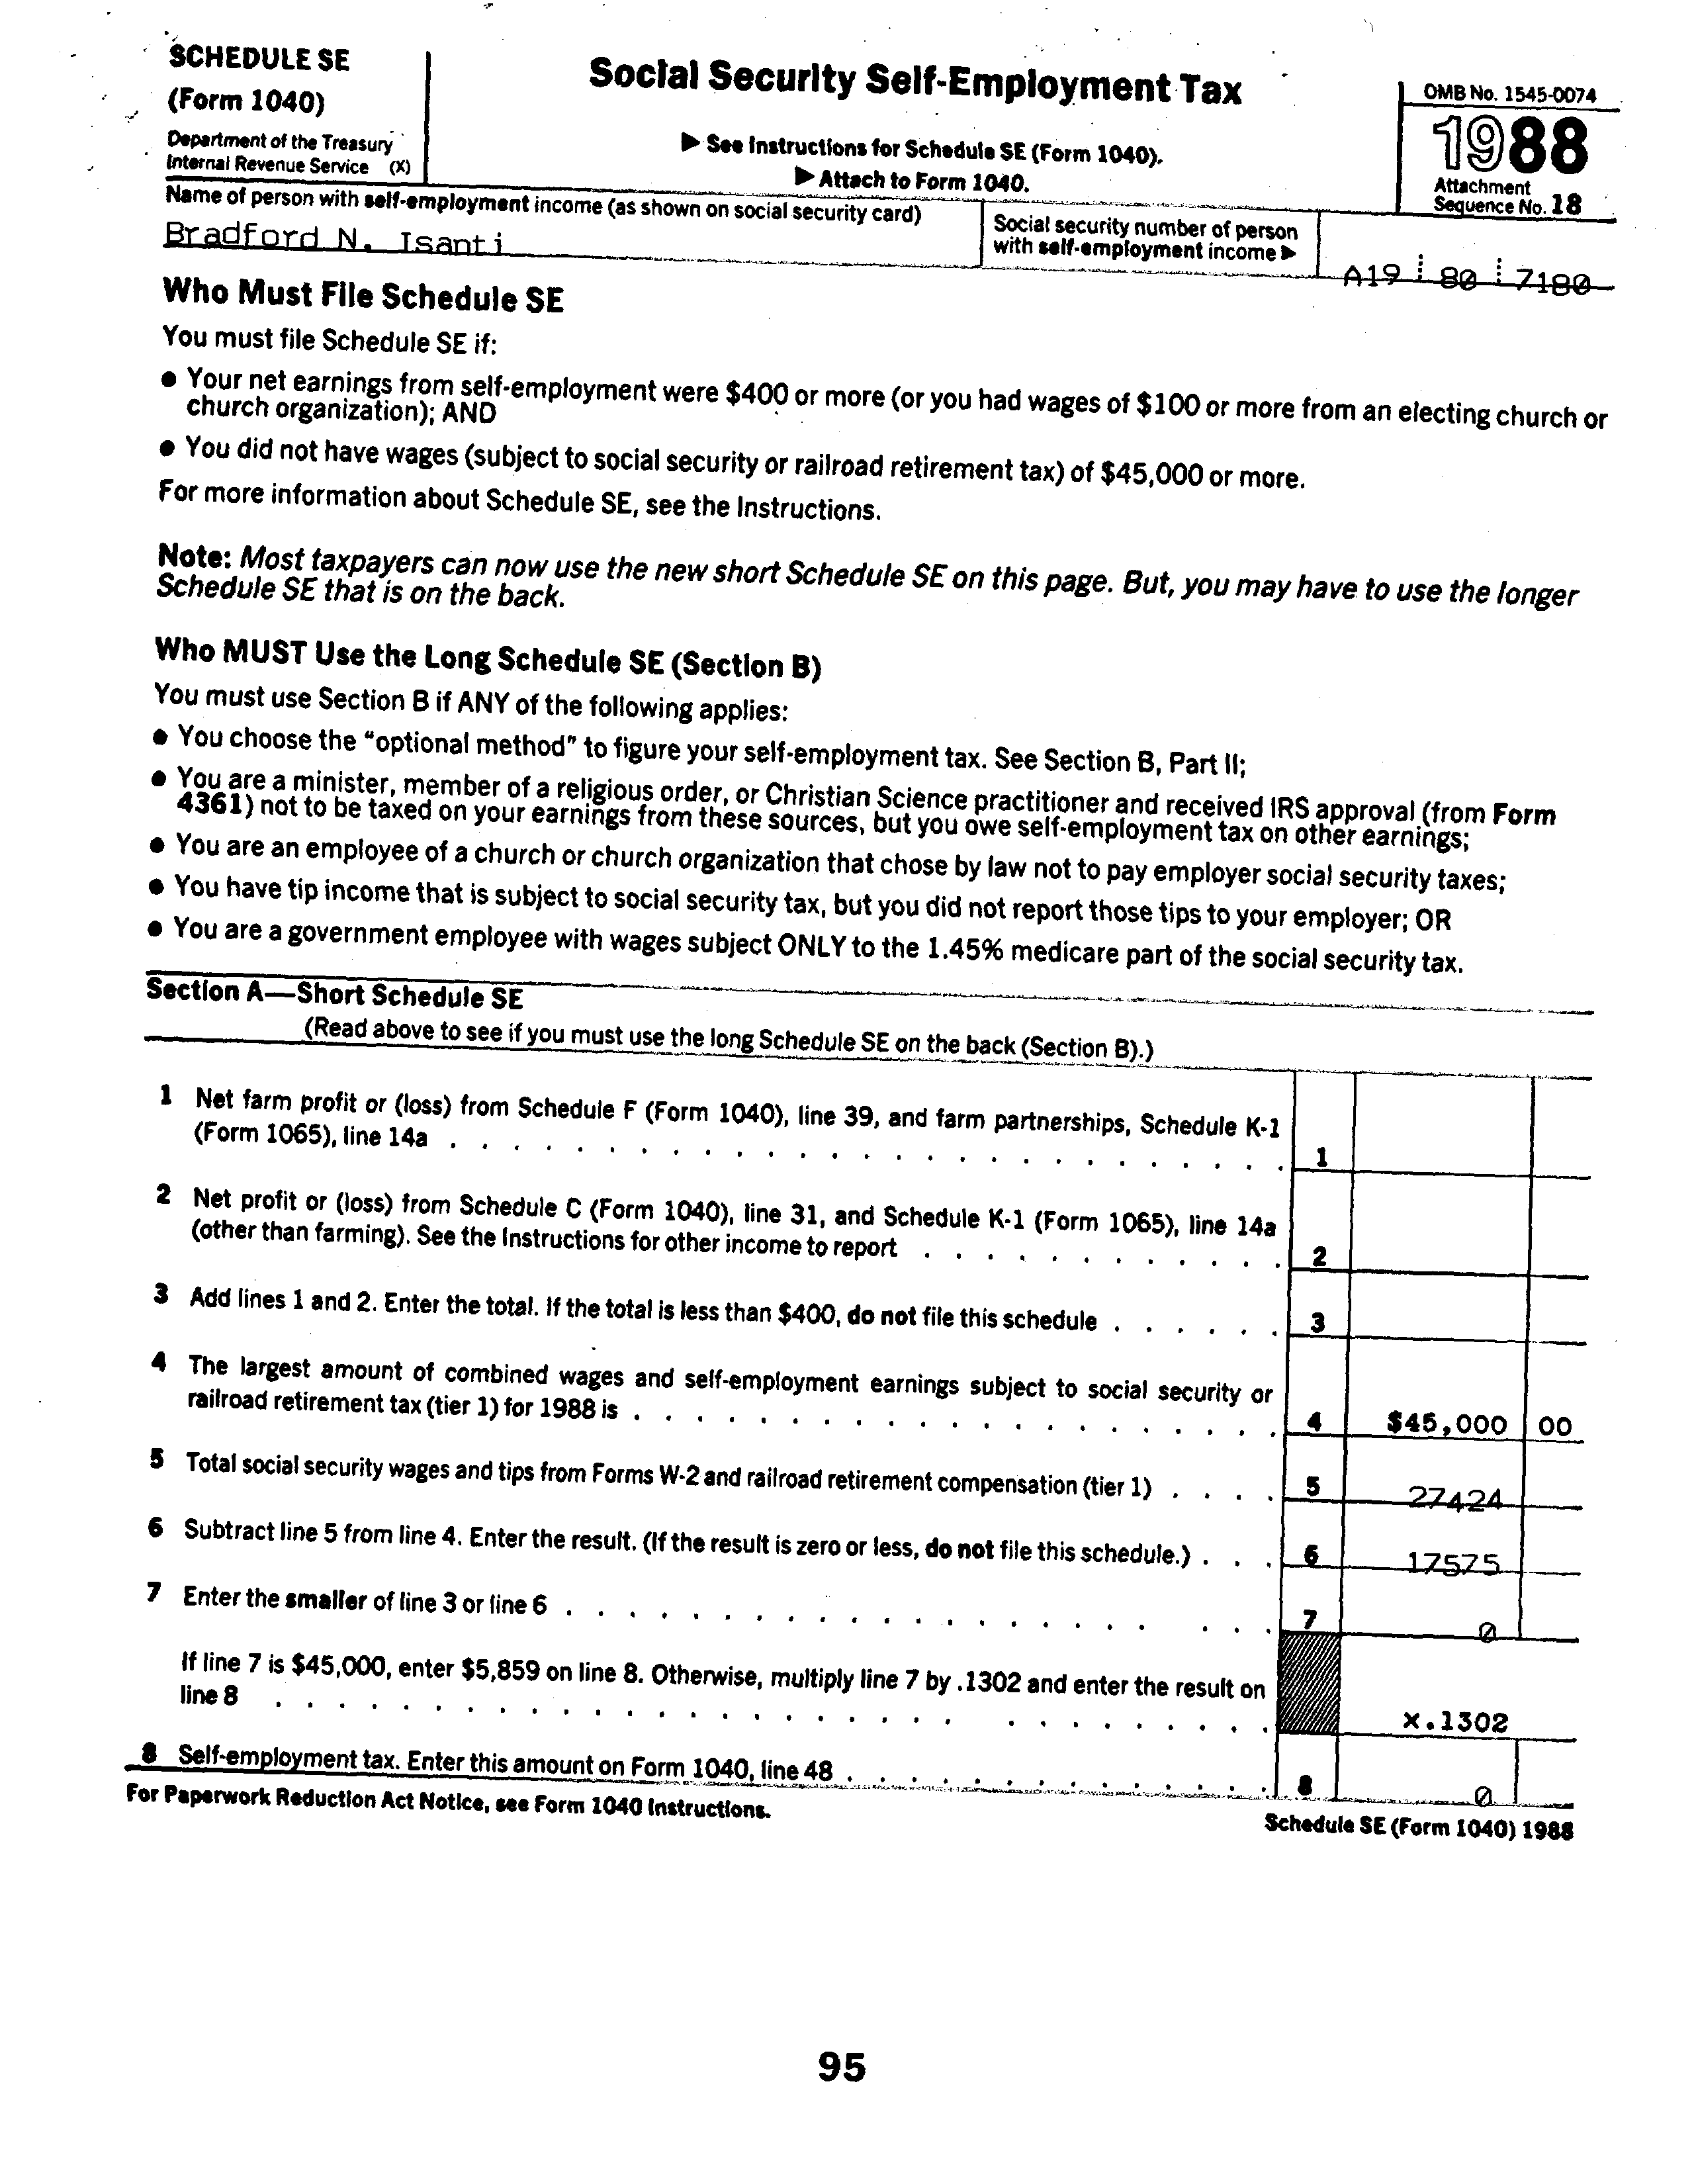 SCHEDULE SE
(Form 1040)
Department of the Treasury
Internal Revenue Service (X)
Social Security Self-Employment Tax
▶ See Instructions for Schedule SE (Form 1040).
▶ Attach to Form 1040.
OMB No. 1545-0074
1988
Attachment
Sequence No. 18
Name of person with self-employment income (as shown on social security card)
Bradford N. Isanti
Social security number of person
with self-employment income ▶
A19 80 7180
Who Must File Schedule SE
You must file Schedule SE if:
● Your net earnings from self-employment were $400 or more (or you had wages of $100 or more from an electing church or
church organization); AND
● You did not have wages (subject to social security or railroad retirement tax) of $45,000 or more.
For more information about Schedule SE, see the Instructions.
Note: Most taxpayers can now use the new short Schedule SE on this page. But, you may have to use the longer
Schedule SE that is on the back.
Who MUST Use the Long Schedule SE (Section B)
You must use Section B if ANY of the following applies:
● You choose the "optional method" to figure your self-employment tax. See Section B, Part II;
● You are a minister, member of a religious order, or Christian Science practitioner and received IRS approval (from Form
4361) not to be taxed on your earnings from these sources, but you owe self-employment tax on other earnings;
● You are an employee of a church or church organization that chose by law not to pay employer social security taxes;
● You have tip income that is subject to social security tax, but you did not report those tips to your employer; OR
● You are a government employee with wages subject ONLY to the 1.45% medicare part of the social security tax.
Section A—Short Schedule SE
(Read above to see if you must use the long Schedule SE on the back (Section B).)
1 Net farm profit or (loss) from Schedule F (Form 1040), line 39, and farm partnerships, Schedule K-1
(Form 1065), line 14a . . . . . . . . . . . . . . . . . . . . . . . . . . 1
2 Net profit or (loss) from Schedule C (Form 1040), line 31, and Schedule K-1 (Form 1065), line 14a
(other than farming). See the Instructions for other income to report . . . . . . . . . . . . 2
3 Add lines 1 and 2. Enter the total. If the total is less than $400, do not file this schedule . . . . . . 3
4 The largest amount of combined wages and self-employment earnings subject to social security or
railroad retirement tax (tier 1) for 1988 is . . . . . . . . . . . . . . . . . . . . . 4 $45,000 00
5 Total social security wages and tips from Forms W-2 and railroad retirement compensation (tier 1) . . . . 5 27424
6 Subtract line 5 from line 4. Enter the result. (If the result is zero or less, do not file this schedule.) . . . 6 17575
7 Enter the smaller of line 3 or line 6 . . . . . . . . . . . . . . . . . . . . . . 7 0
If line 7 is $45,000, enter $5,859 on line 8. Otherwise, multiply line 7 by .1302 and enter the result on
line 8 . . . . . . . . . . . . . . . . . . . . . . . . . . . . . . x.1302
8 Self-employment tax. Enter this amount on Form 1040, line 48 . . . . . . . . . . . . . . 8 0
For Paperwork Reduction Act Notice, see Form 1040 Instructions.
Schedule SE (Form 1040) 1988
95